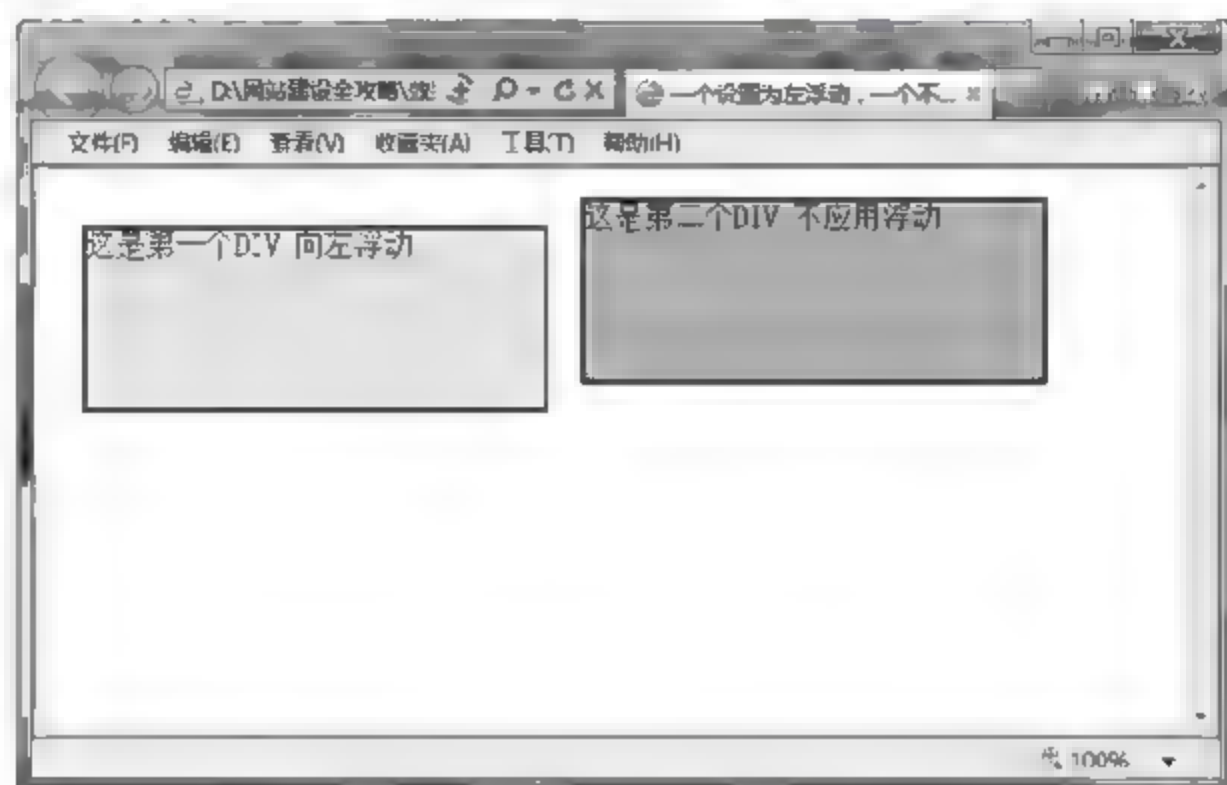 D:\网站建设全攻略\ 一个设置为左浮动，一个不...
文件(F) 编辑(E) 查看(V) 收藏夹(A) 工具(T) 帮助(H)
这是第二个DIV 不应用浮动
这是第一个DIV 向左浮动
100%